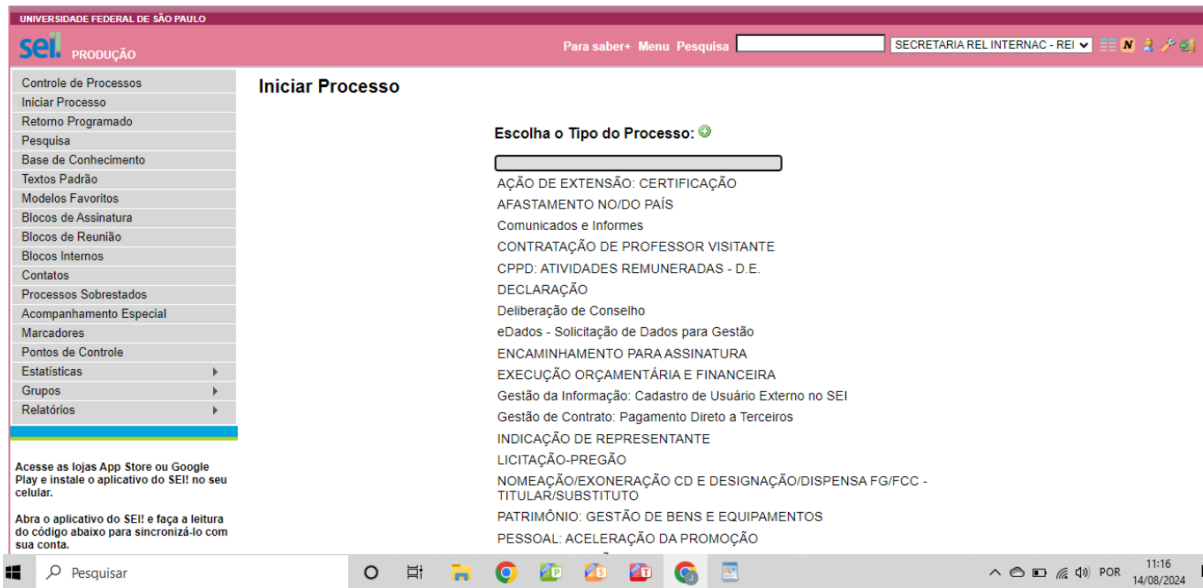 UNIVERSIDADE FEDERAL DE SÃO PAULO
sei. PRODUÇÃO
Para saber+ Menu Pesquisa
SECRETARIA REL INTERNAC - REI
N
Controle de Processos
Iniciar Processo
Retorno Programado
Pesquisa
Base de Conhecimento
Textos Padrão
Modelos Favoritos
Blocos de Assinatura
Blocos de Reunião
Blocos Internos
Contatos
Processos Sobrestados
Acompanhamento Especial
Marcadores
Pontos de Controle
Estatísticas
Grupos
Relatórios
Acesse as lojas App Store ou Google
Play e instale o aplicativo do SEI! no seu
celular.
Abra o aplicativo do SEI! e faça a leitura
do código abaixo para sincronizá-lo com
sua conta.
Iniciar Processo
Escolha o Tipo do Processo:
AÇÃO DE EXTENSÃO: CERTIFICAÇÃO
AFASTAMENTO NO/DO PAÍS
Comunicados e Informes
CONTRATAÇÃO DE PROFESSOR VISITANTE
CPPD: ATIVIDADES REMUNERADAS - D.E.
DECLARAÇÃO
Deliberação de Conselho
eDados - Solicitação de Dados para Gestão
ENCAMINHAMENTO PARA ASSINATURA
EXECUÇÃO ORÇAMENTÁRIA E FINANCEIRA
Gestão da Informação: Cadastro de Usuário Externo no SEI
Gestão de Contrato: Pagamento Direto a Terceiros
INDICAÇÃO DE REPRESENTANTE
LICITAÇÃO-PREGÃO
NOMEAÇÃO/EXONERAÇÃO CD E DESIGNAÇÃO/DISPENSA FG/FCC -
TITULAR/SUBSTITUTO
PATRIMÔNIO: GESTÃO DE BENS E EQUIPAMENTOS
PESSOAL: ACELERAÇÃO DA PROMOÇÃO
Pesquisar
POR
11:16
14/08/2024